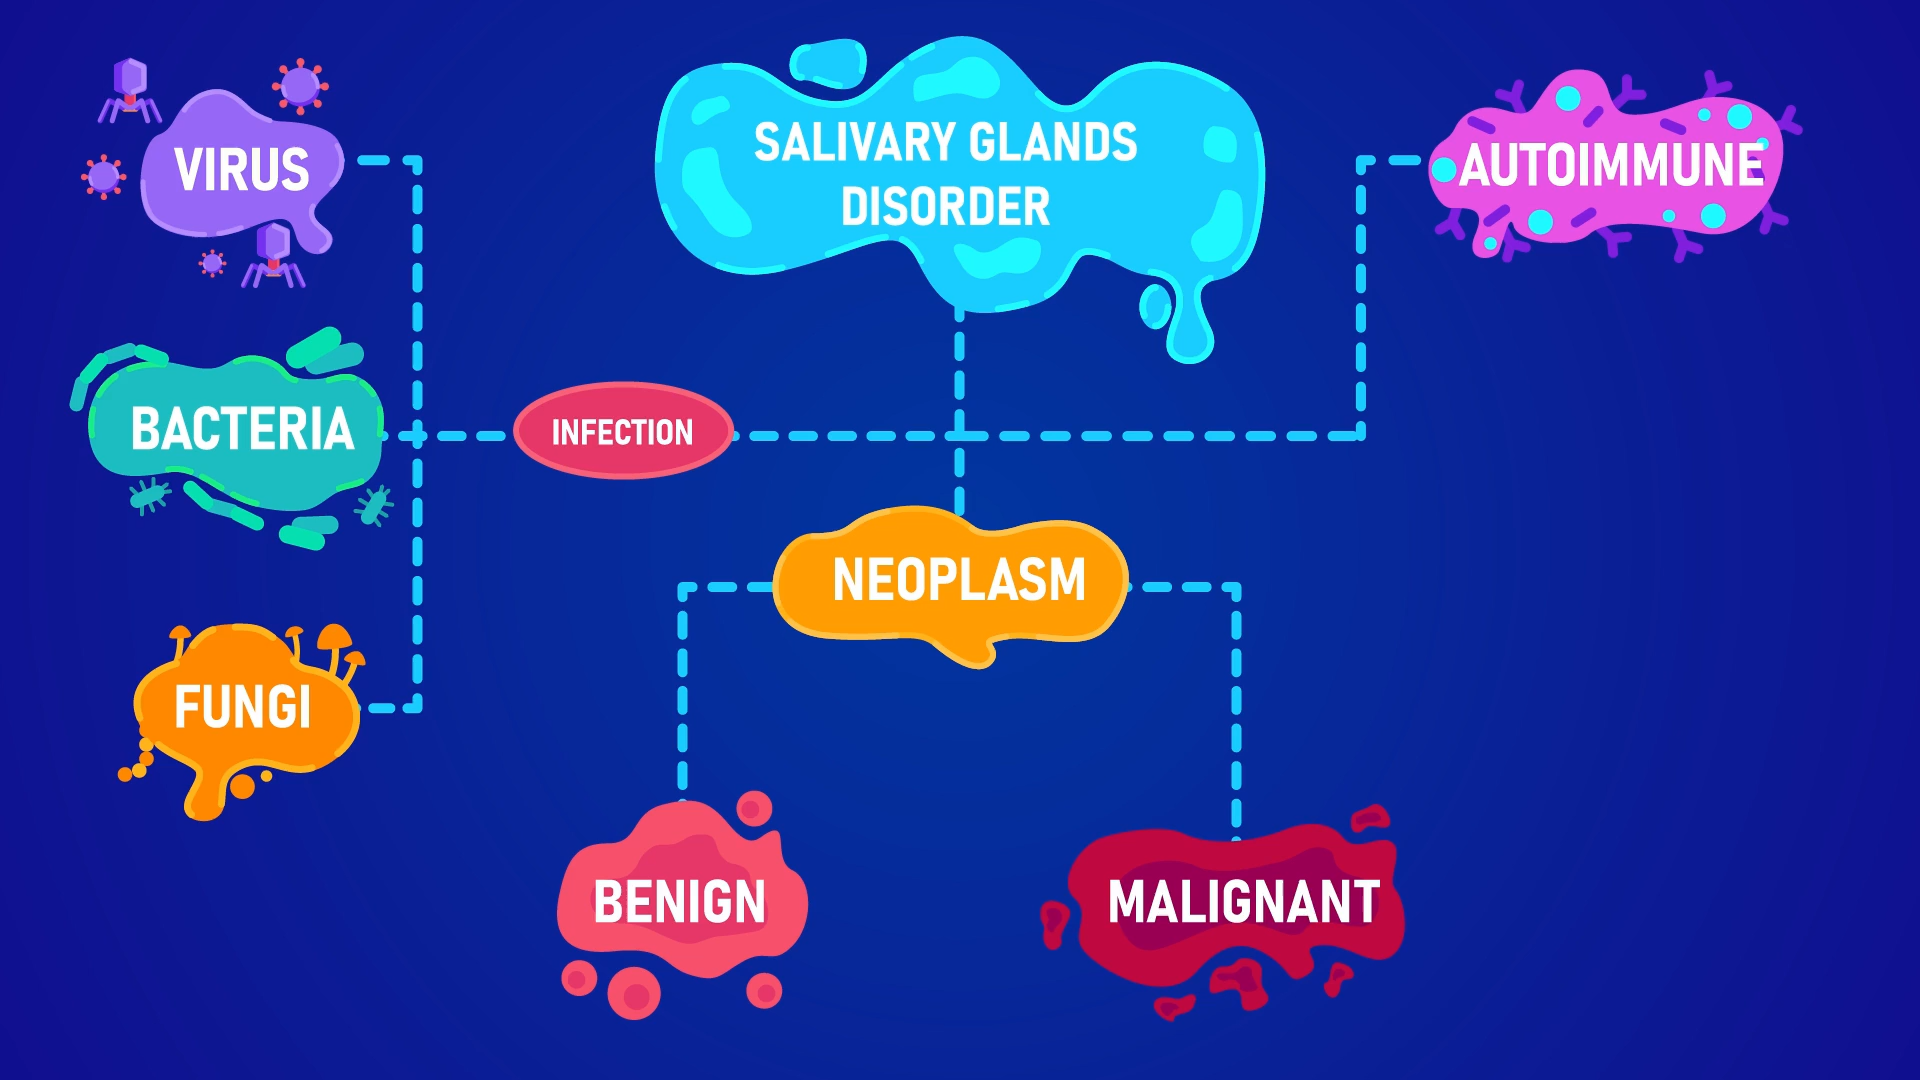 SALIVARY GLANDS
DISORDER
VIRUS
AUTOIMMUNE
BACTERIA
INFECTION
NEOPLASM
FUNGI
BENIGN
MALIGNANT